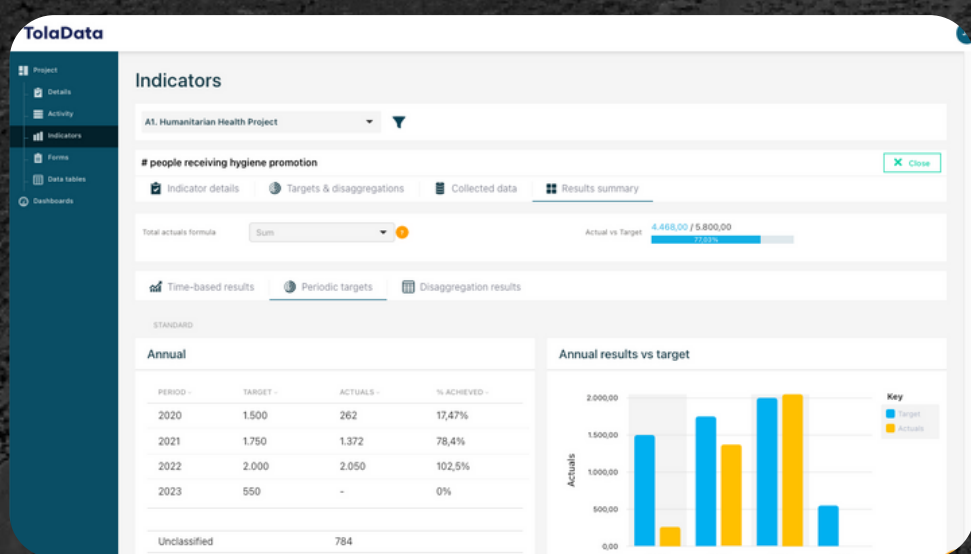 TolaData
Project
Details
Activity
Indicators
Forms
Data tables
Dashboards
Indicators
A1. Humanitarian Health Project
# people receiving hygiene promotion
Close
Indicator details
Targets & disaggregations
Collected data
Results summary
Total actuals formula
Sum
?
Actual vs Target
4.468,00 / 5.800,00
77,03%
Time-based results
Periodic targets
Disaggregation results
STANDARD
Annual
PERIOD TARGET ACTUALS % ACHIEVED
2020 1.500 262 17,47%
2021 1.750 1.372 78,4%
2022 2.000 2.050 102,5%
2023 550 - 0%
Unclassified 784
Annual results vs target
Actuals
2.000,00
1.500,00
1.000,00
500,00
0,00
Key
Target
Actuals